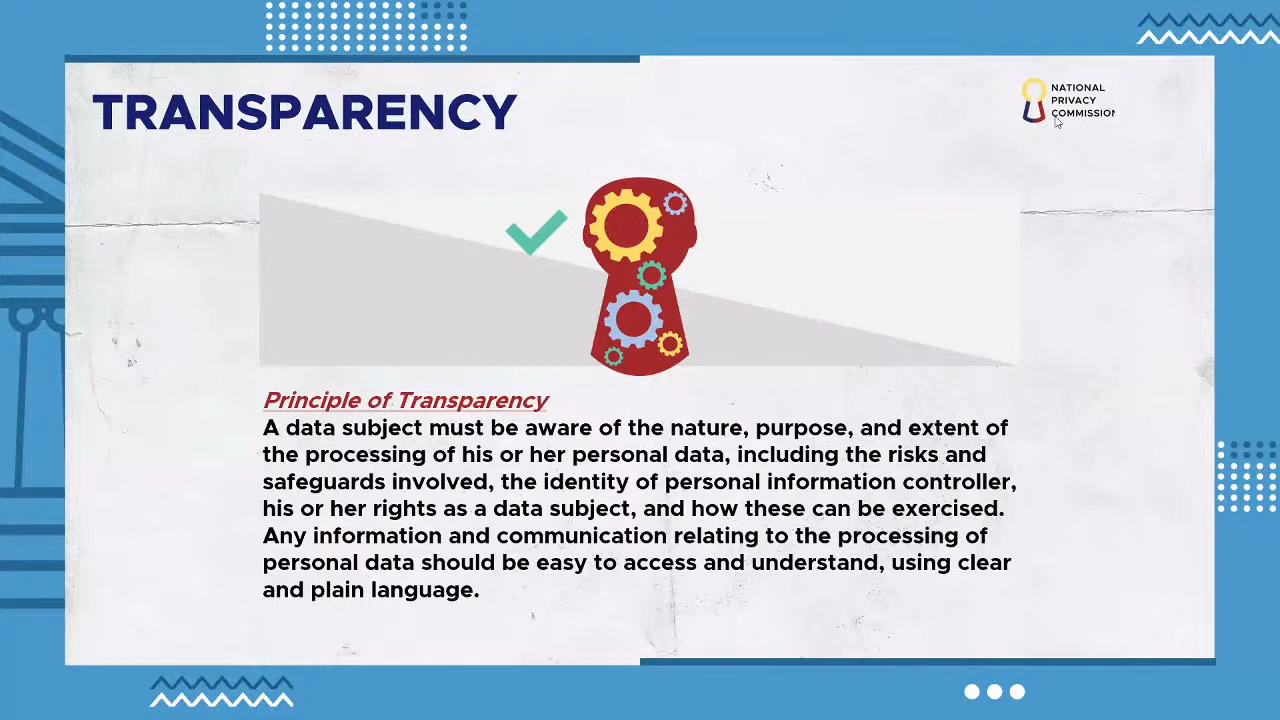 TRANSPARENCY
NATIONAL
PRIVACY
COMMISSION
Principle of Transparency
A data subject must be aware of the nature, purpose, and extent of
the processing of his or her personal data, including the risks and
safeguards involved, the identity of personal information controller,
his or her rights as a data subject, and how these can be exercised.
Any information and communication relating to the processing of
personal data should be easy to access and understand, using clear
and plain language.